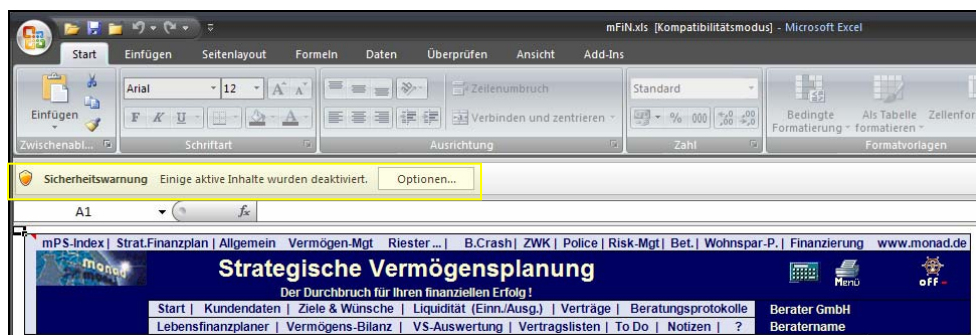 mFiN.xls [Kompatibilitätsmodus] - Microsoft Excel
Start Einfügen Seitenlayout Formeln Daten Überprüfen Ansicht Add-Ins
Arial 12 A A Zeilenumbruch Standard
Einfügen F K U A Verbinden und zentrieren % 000 ,00 ,00 Bedingte Formatierung Als Tabelle formatieren Zellenfor
Zwischenabl... Schriftart Ausrichtung Zahl Formatvorlagen
Sicherheitswarnung Einige aktive Inhalte wurden deaktiviert. Optionen...
A1 fx
mPS-Index | Strat.Finanzplan | Allgemein Vermögen-Mgt Riester ... | B.Crash | ZWK | Police | Risk-Mgt | Bet. | Wohnspar-P. | Finanzierung www.monad.de
monad Strategische Vermögensplanung Menü OFF
Der Durchbruch für Ihren finanziellen Erfolg !
Start | Kundendaten | Ziele & Wünsche | Liquidität (Einn./Ausg.) | Verträge | Beratungsprotokolle Berater GmbH
Lebensfinanzplaner | Vermögens-Bilanz | VS-Auswertung | Vertragslisten | To Do | Notizen | ? Beratername